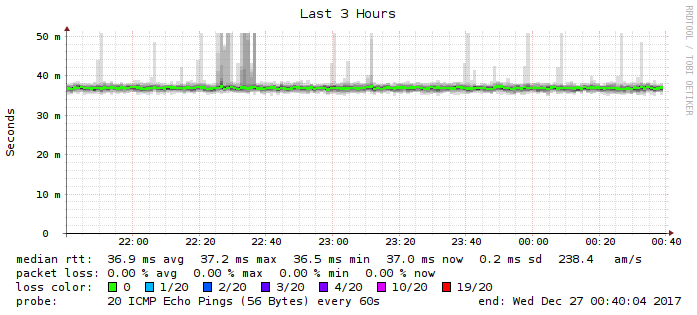 Last 3 Hours
RRDTOOL / TOBI OETIKER
Seconds
50 m
40 m
30 m
20 m
10 m
0
22:00 22:20 22:40 23:00 23:20 23:40 00:00 00:20 00:40
median rtt: 36.9 ms avg 37.2 ms max 36.5 ms min 37.0 ms now 0.2 ms sd 238.4 am/s
packet loss: 0.00 % avg 0.00 % max 0.00 % min 0.00 % now
loss color: 0 1/20 2/20 3/20 4/20 10/20 19/20
probe: 20 ICMP Echo Pings (56 Bytes) every 60s end: Wed Dec 27 00:40:04 2017